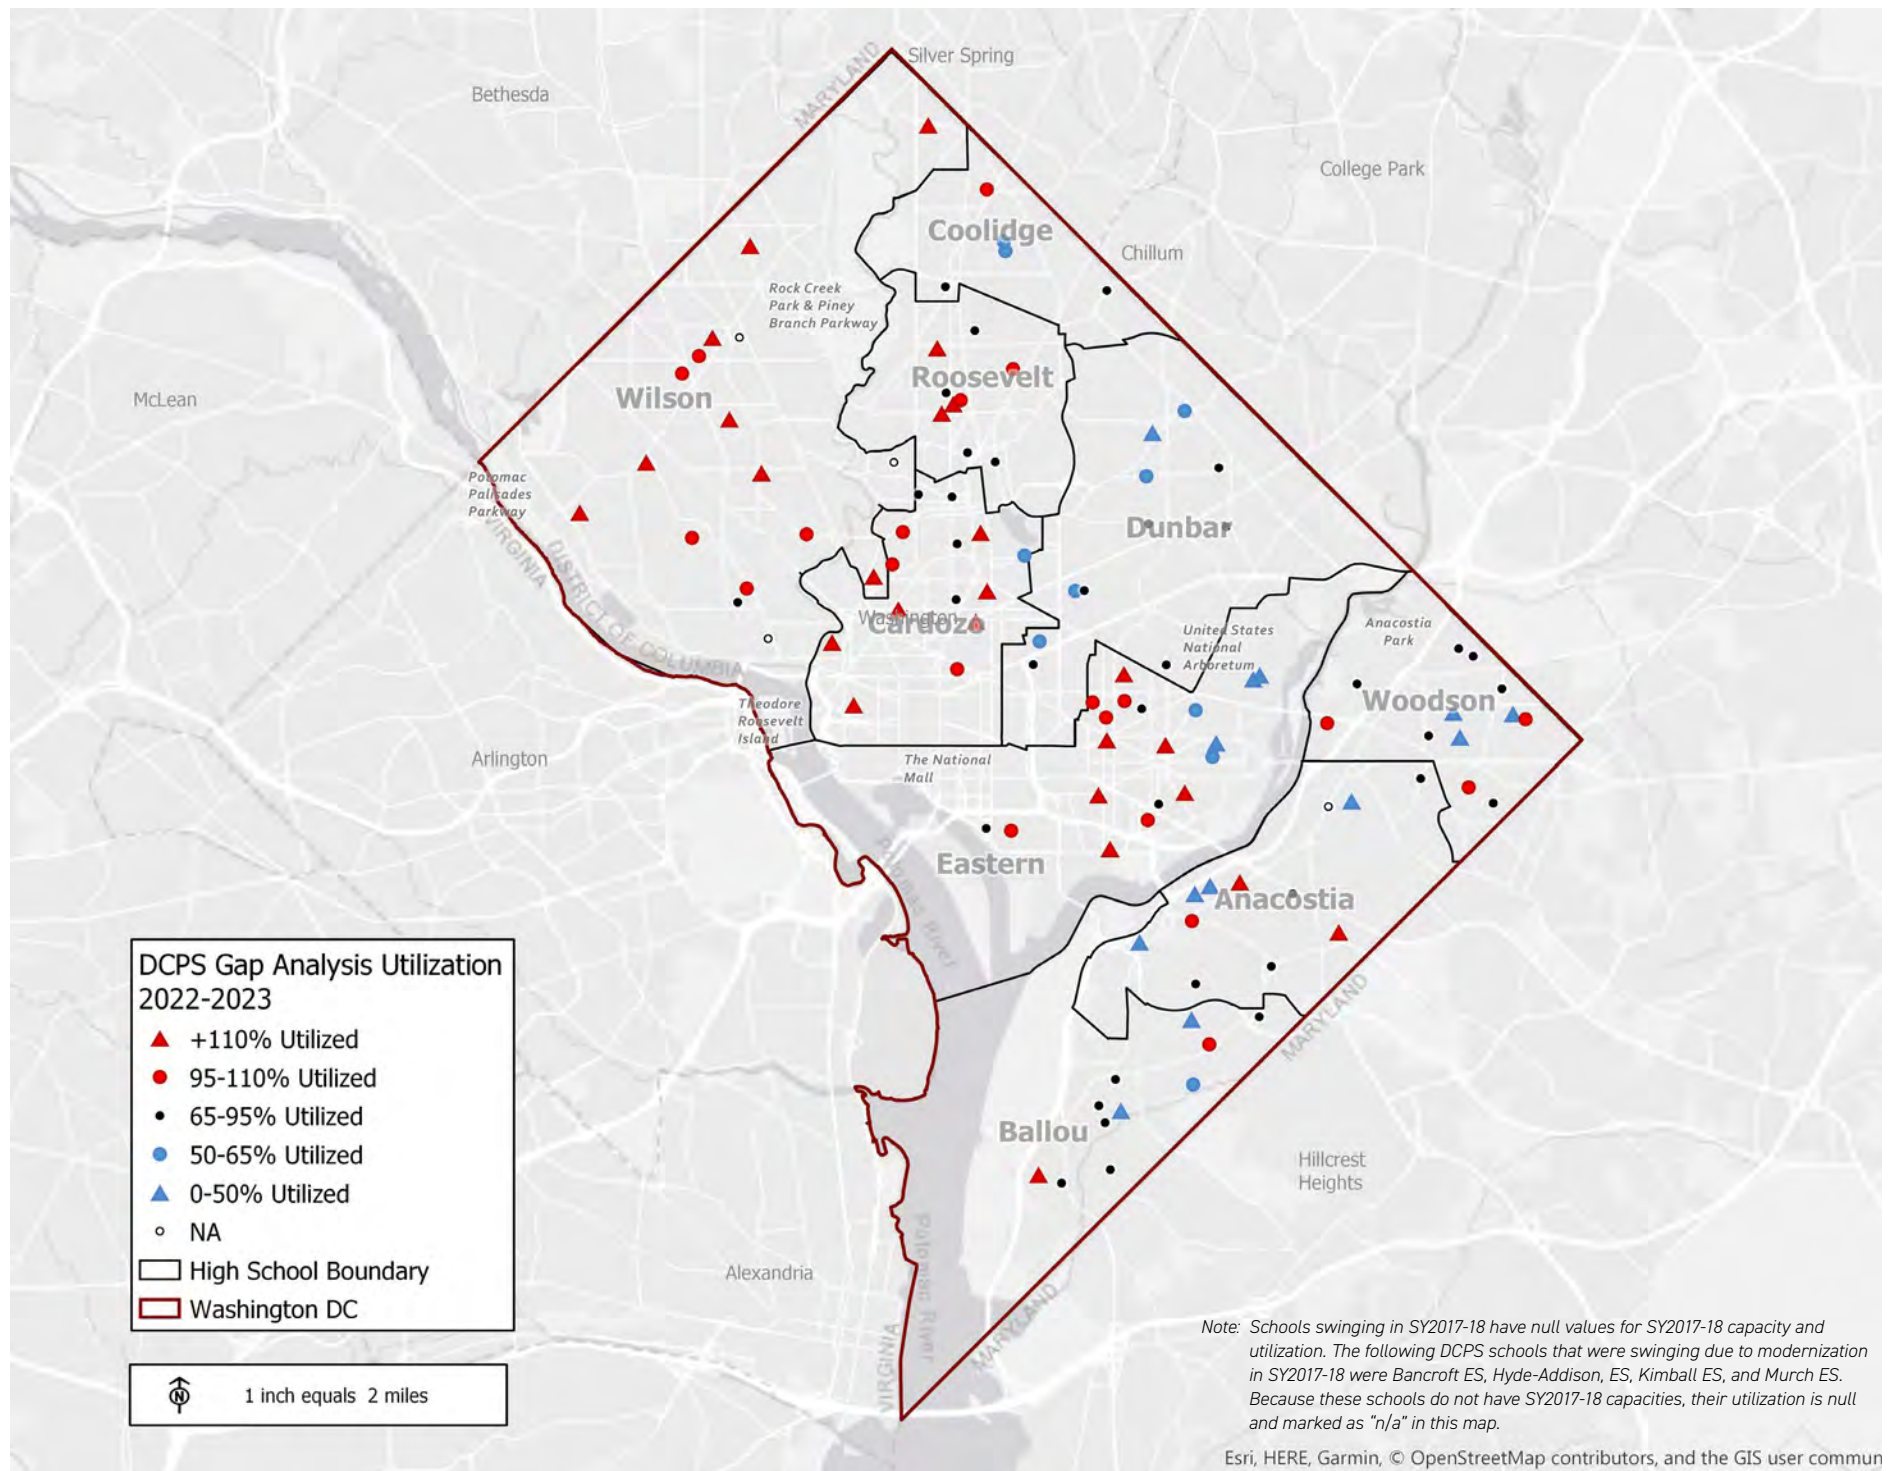 Silver Spring
Bethesda
MARYLAND
College Park
Coolidge
Chillum
Rock Creek
Park & Piney
Branch Parkway
Roosevelt
McLean
Wilson
Potomac
Palisades
Parkway
VIRGINIA
DISTRICT OF COLUMBIA
Dunbar
Washington
Cardozo
United States
National
Arboretum
Anacostia
Park
Woodson
Theodore
Roosevelt
Island
Arlington
The National
Mall
Eastern
Potomac River
Anacostia
MARYLAND
Ballou
Hillcrest
Heights
Alexandria
Potomac River
VIRGINIA
MARYLAND
DCPS Gap Analysis Utilization
2022-2023
+110% Utilized
95-110% Utilized
65-95% Utilized
50-65% Utilized
0-50% Utilized
NA
High School Boundary
Washington DC
N
1 inch equals 2 miles
Note: Schools swinging in SY2017-18 have null values for SY2017-18 capacity and
utilization. The following DCPS schools that were swinging due to modernization
in SY2017-18 were Bancroft ES, Hyde-Addison, ES, Kimball ES, and Murch ES.
Because these schools do not have SY2017-18 capacities, their utilization is null
and marked as "n/a" in this map.
Esri, HERE, Garmin, © OpenStreetMap contributors, and the GIS user commun